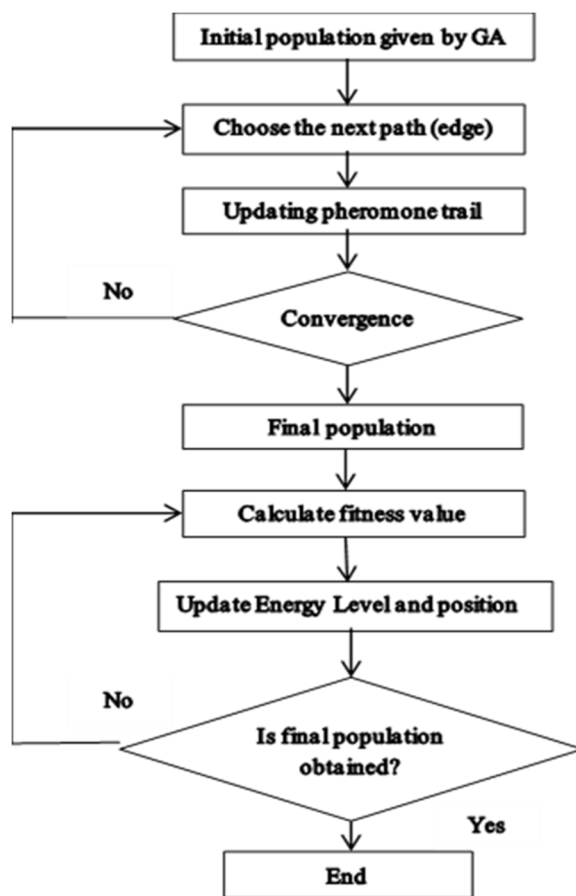 Initial population given by GA
Choose the next path (edge)
Updating pheromone trail
No
Convergence
Final population
Calculate fitness value
Update Energy Level and position
No
Is final population
obtained?
Yes
End